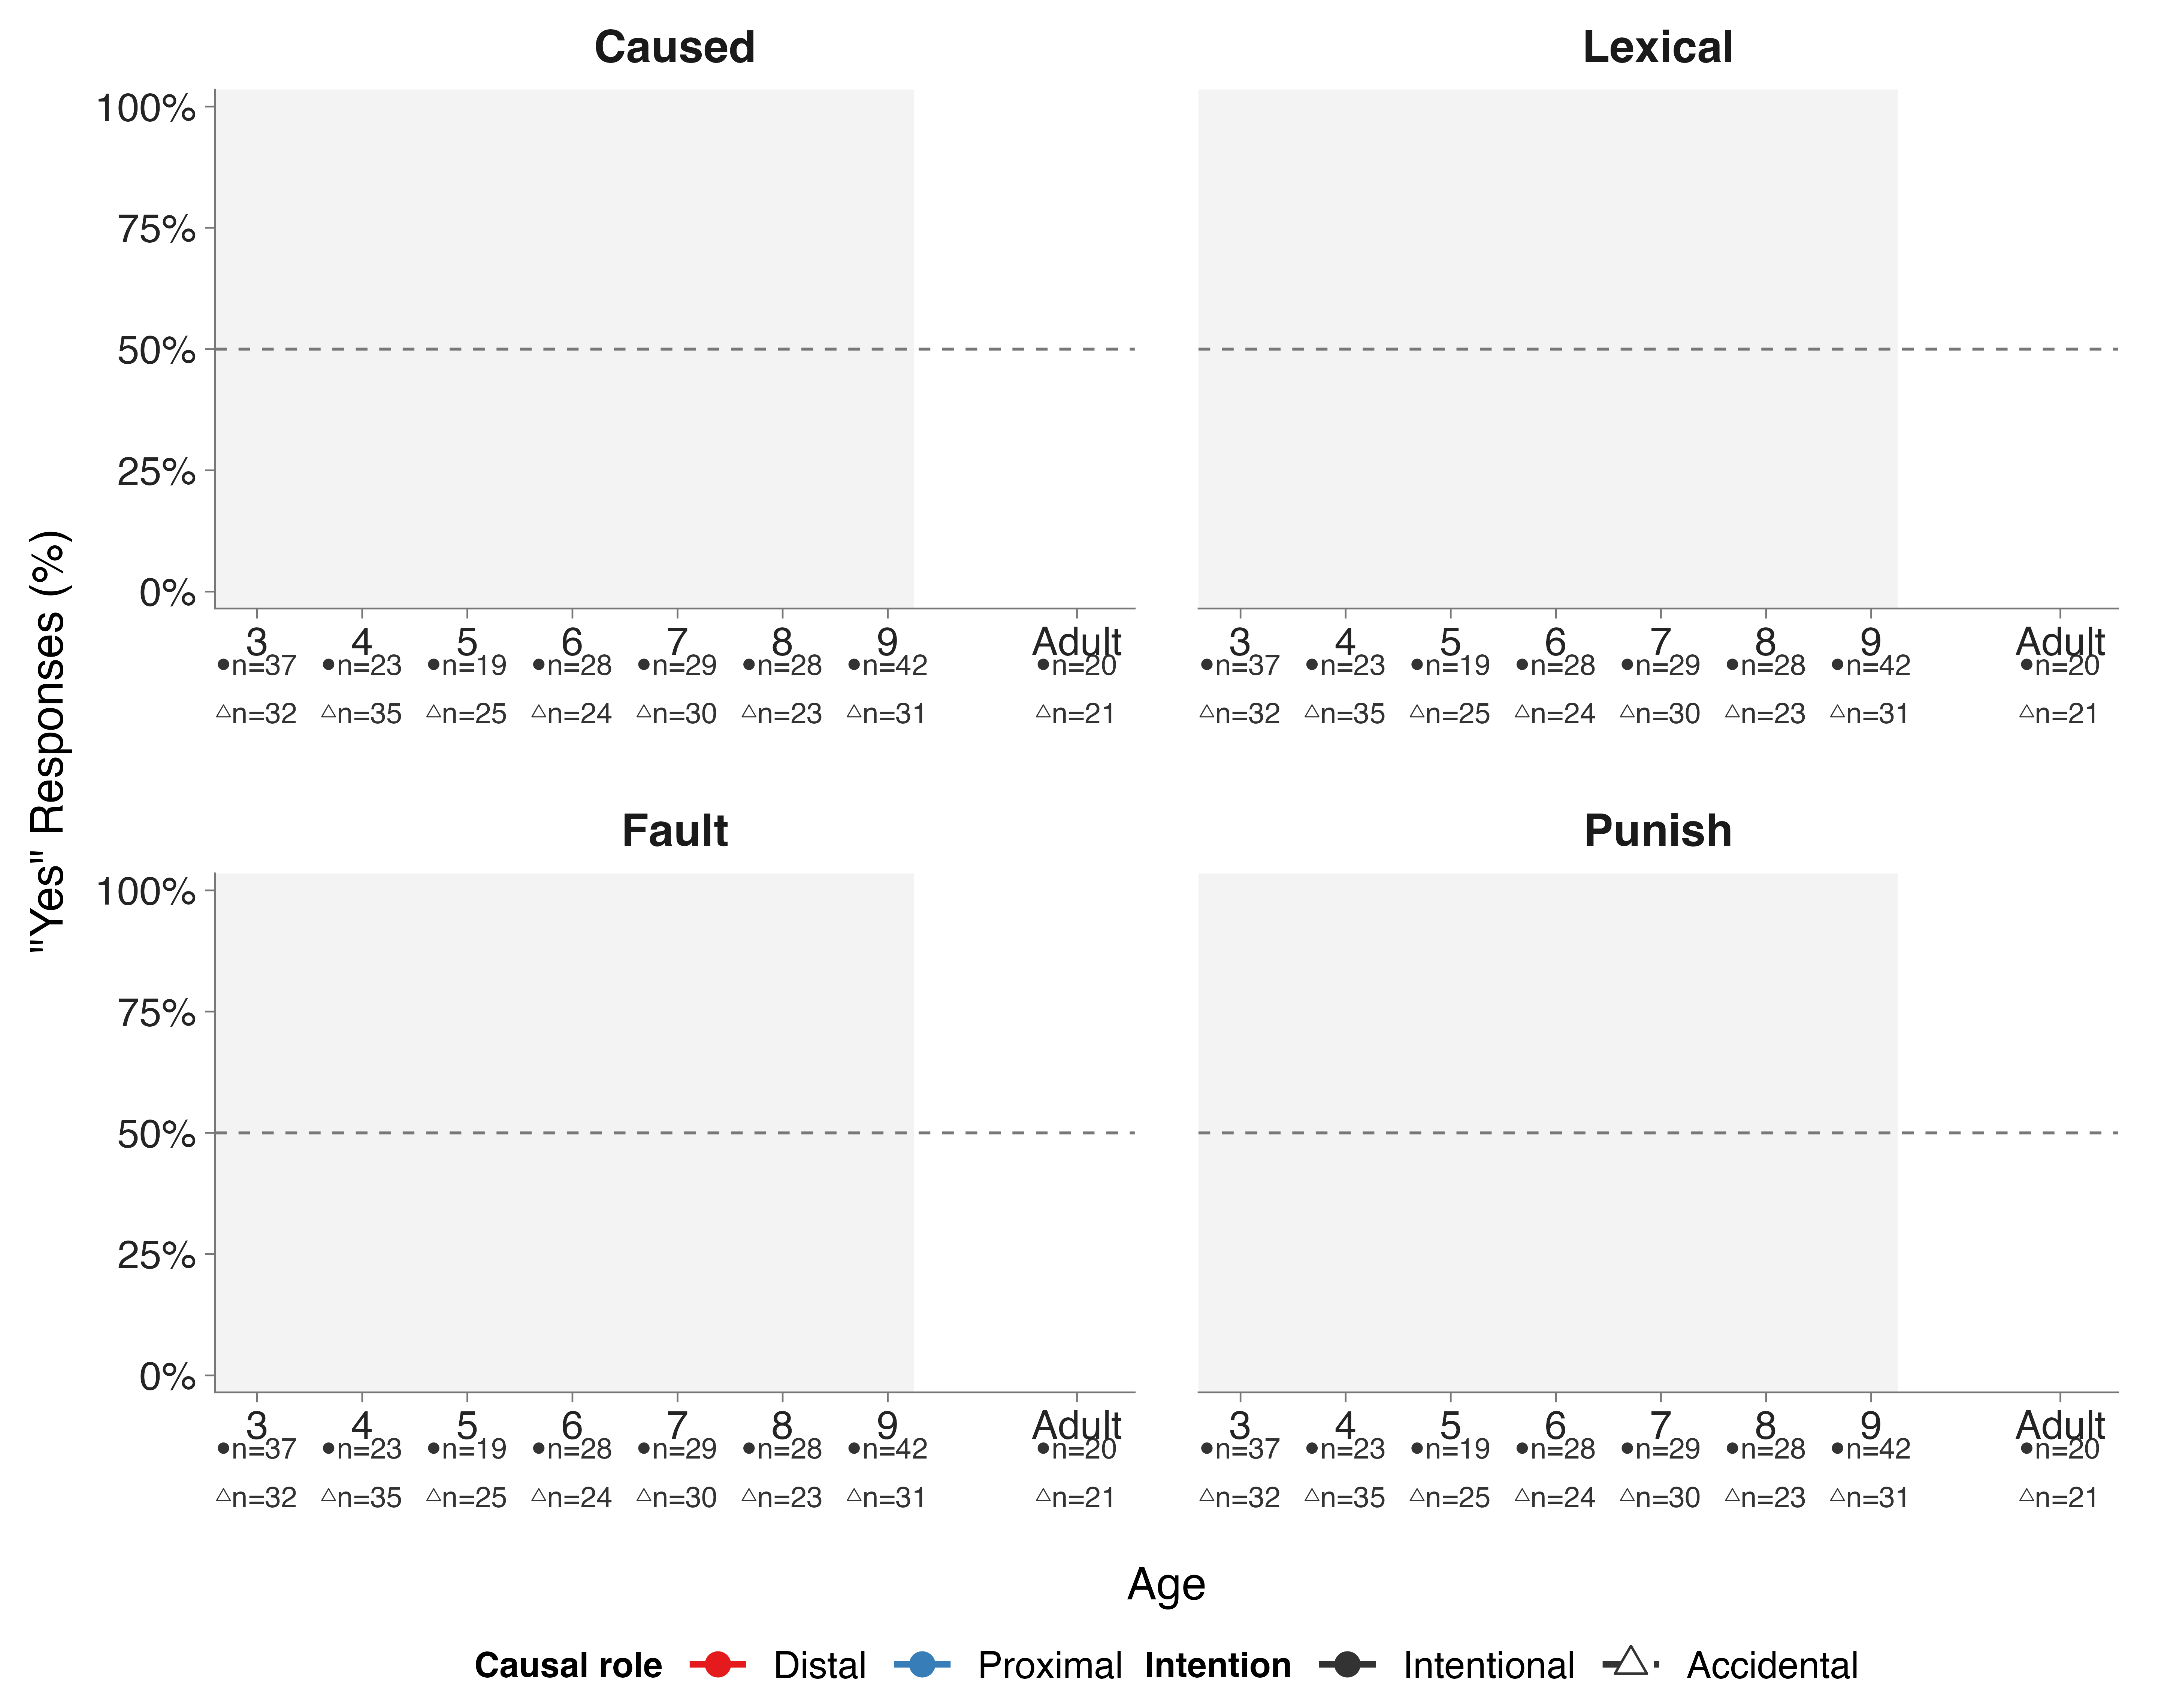 Caused
Lexical
100%
75%
50%
25%
0%
3 4 5 6 7 8 9 Adult
n=37 n=23 n=19 n=28 n=29 n=28 n=42 n=20
n=32 n=35 n=25 n=24 n=30 n=23 n=31 n=21
3 4 5 6 7 8 9 Adult
n=37 n=23 n=19 n=28 n=29 n=28 n=42 n=20
n=32 n=35 n=25 n=24 n=30 n=23 n=31 n=21
"Yes" Responses (%)
Fault
Punish
100%
75%
50%
25%
0%
3 4 5 6 7 8 9 Adult
n=37 n=23 n=19 n=28 n=29 n=28 n=42 n=20
n=32 n=35 n=25 n=24 n=30 n=23 n=31 n=21
3 4 5 6 7 8 9 Adult
n=37 n=23 n=19 n=28 n=29 n=28 n=42 n=20
n=32 n=35 n=25 n=24 n=30 n=23 n=31 n=21
Age
Causal role Distal Proximal Intention Intentional Accidental